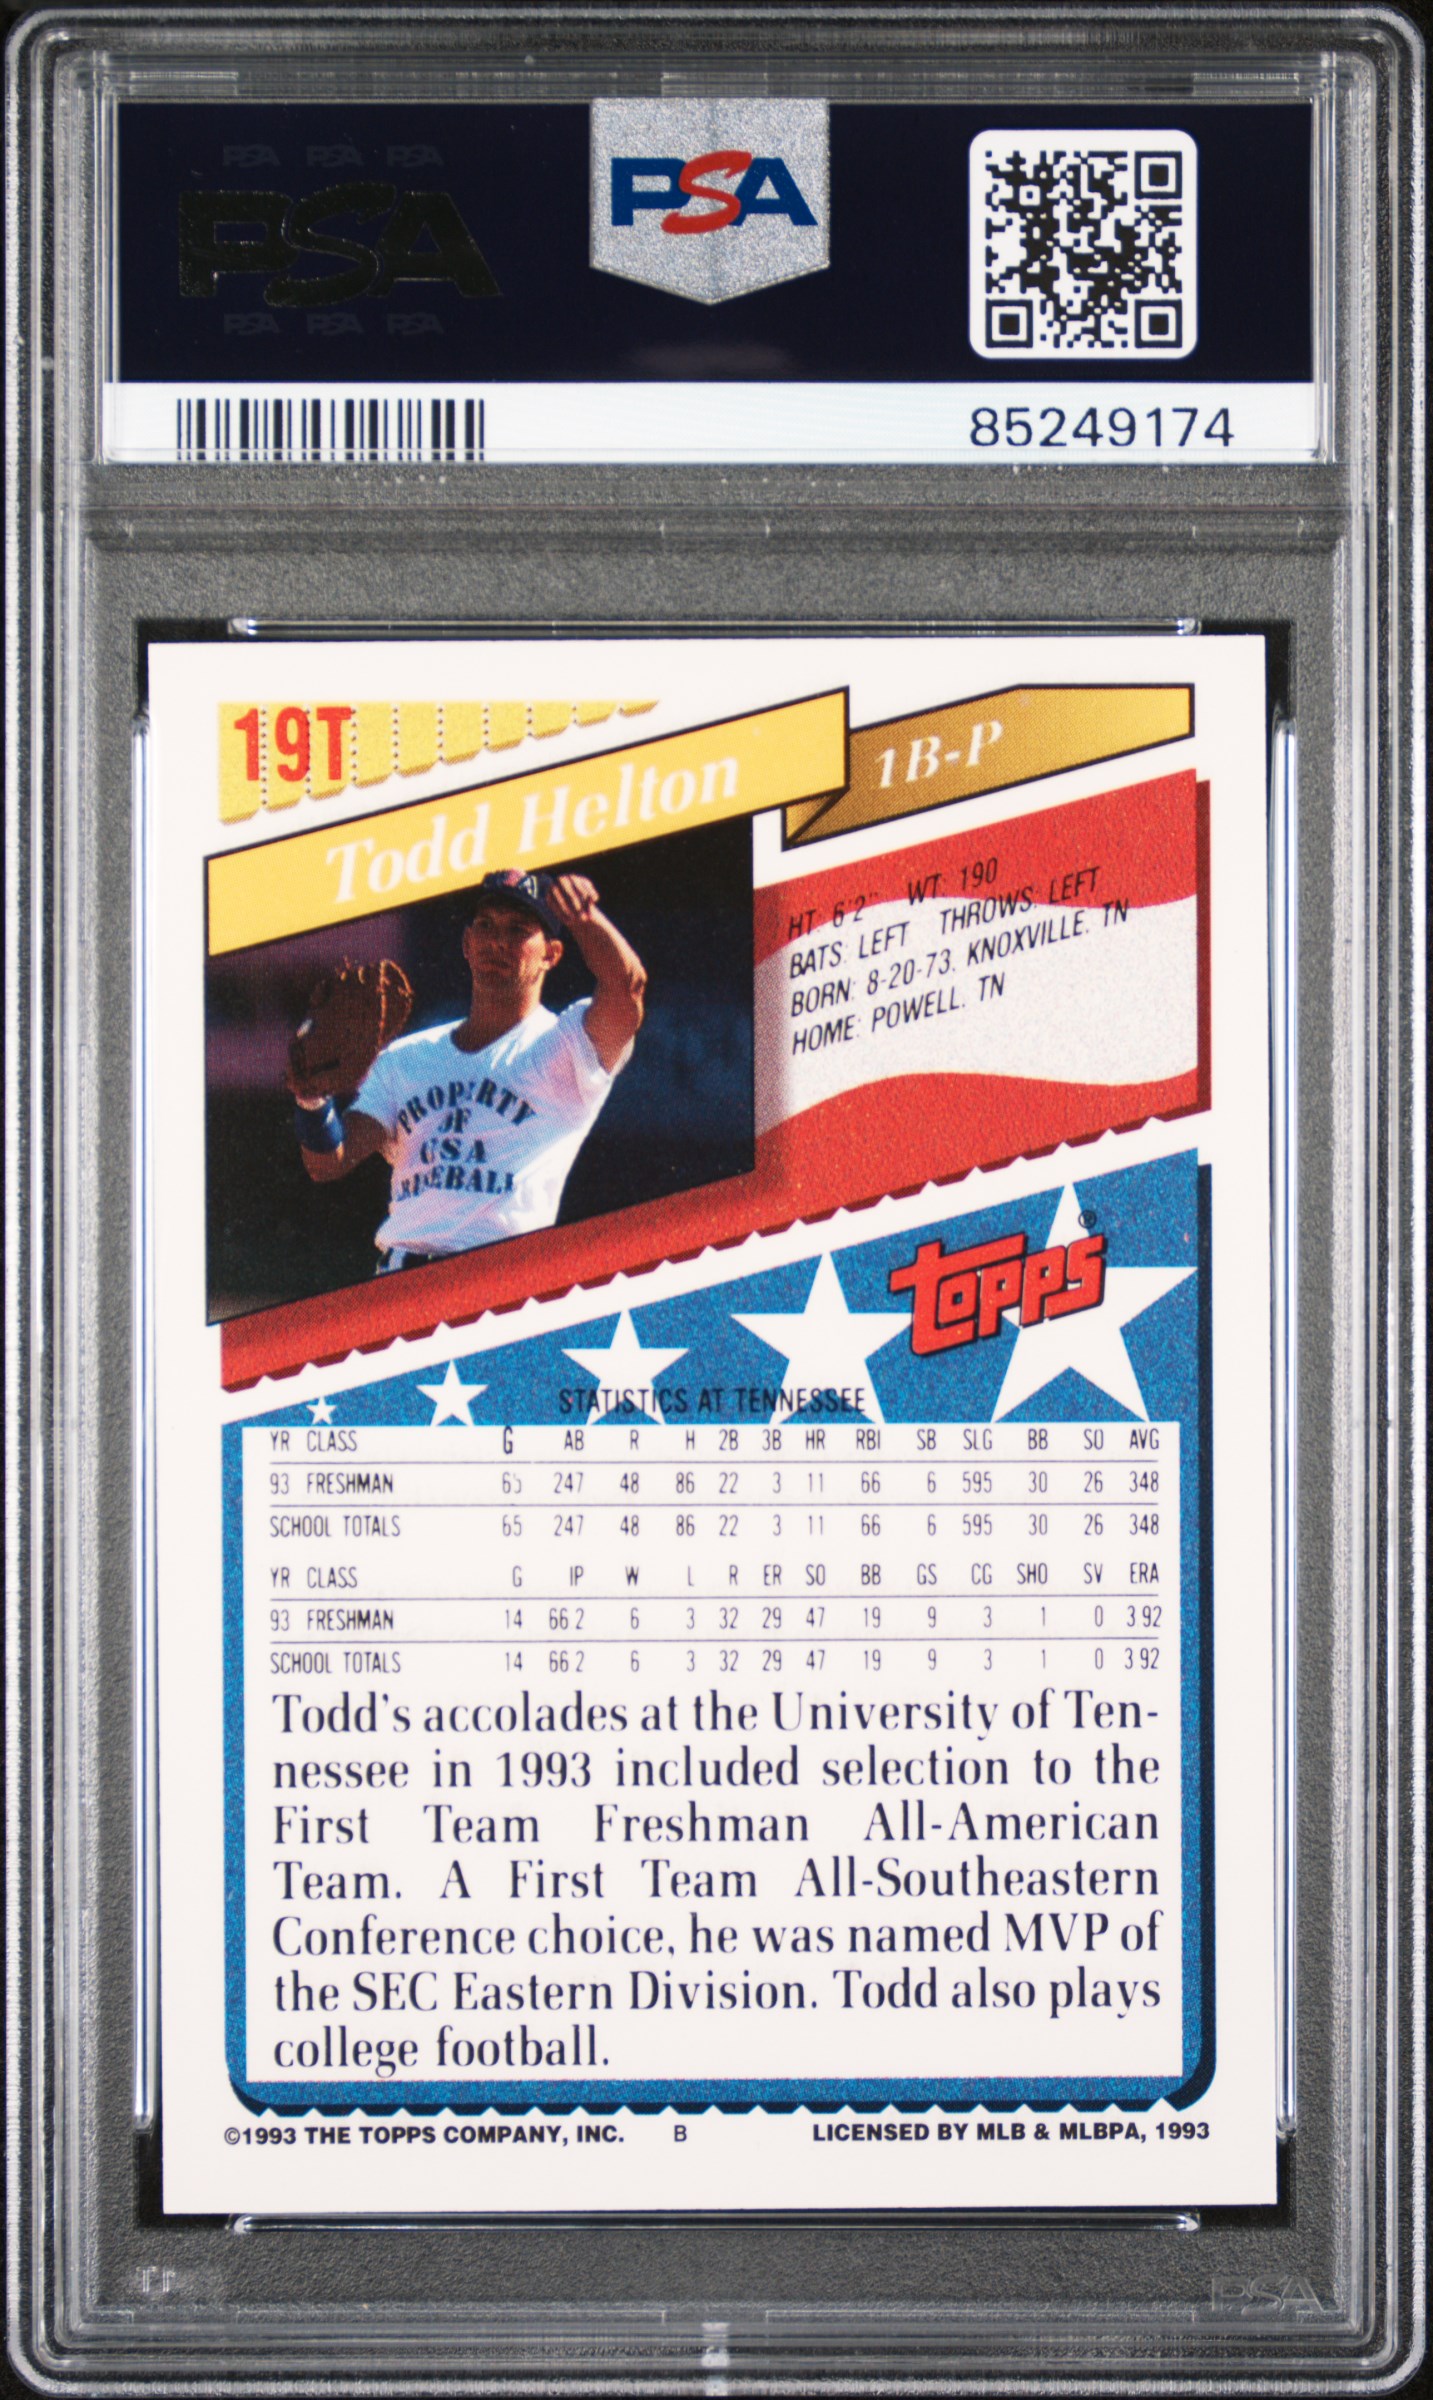 PSA PSA PSA
PSA
PSA PSA PSA
PSA
85249174
19T
Todd Helton
1B-P
HT: 6'2" WT: 190
BATS: LEFT THROWS: LEFT
BORN: 8-20-73, KNOXVILLE, TN
HOME: POWELL, TN
PROPERTY
OF
USA
BASEBALL
topps®
STATISTICS AT TENNESSEE
YR CLASS G AB R H 2B 3B HR RBI SB SLG BB SO AVG
93 FRESHMAN 65 247 48 86 22 3 11 66 6 595 30 26 348
SCHOOL TOTALS 65 247 48 86 22 3 11 66 6 595 30 26 348
YR CLASS G IP W L R ER SO BB GS CG SHO SV ERA
93 FRESHMAN 14 66.2 6 3 32 29 47 19 9 3 1 0 3.92
SCHOOL TOTALS 14 66.2 6 3 32 29 47 19 9 3 1 0 3.92
Todd's accolades at the University of Ten-
nessee in 1993 included selection to the
First Team Freshman All-American
Team. A First Team All-Southeastern
Conference choice, he was named MVP of
the SEC Eastern Division. Todd also plays
college football.
©1993 THE TOPPS COMPANY, INC. B LICENSED BY MLB & MLBPA, 1993
PSA